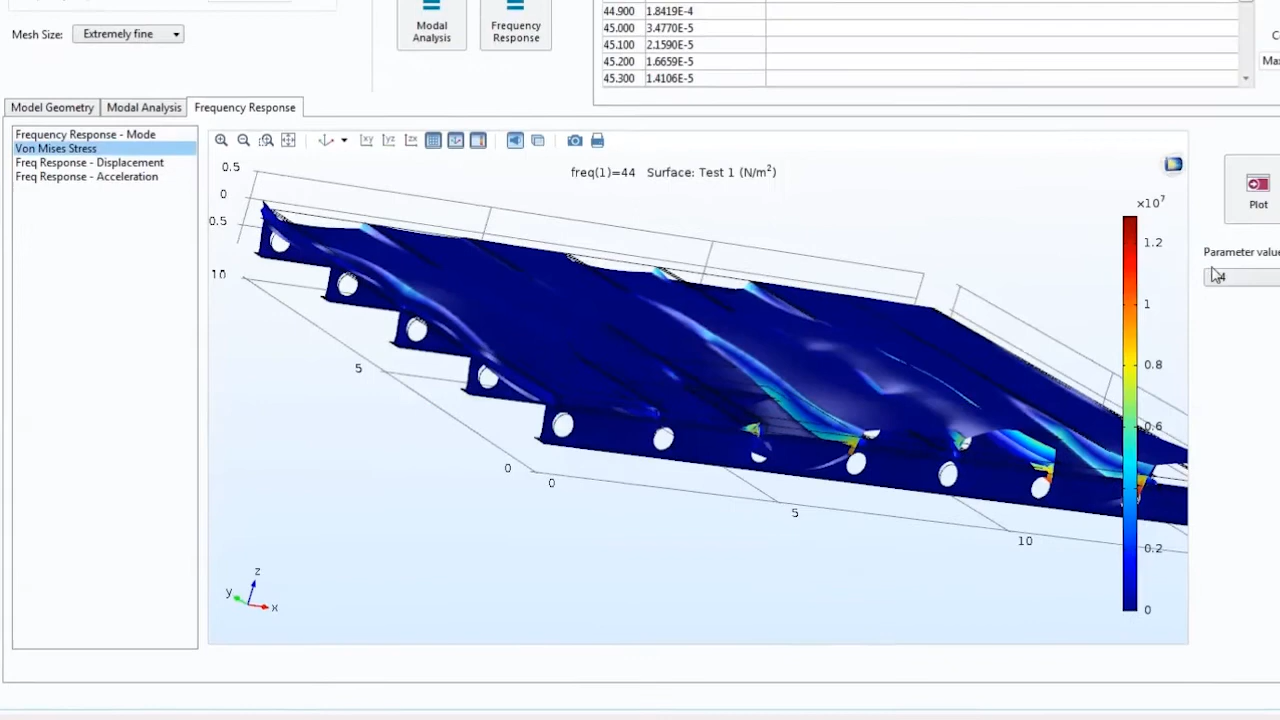 44.900 1.8419E-4
Mesh Size: Extremely fine
Modal Analysis
Frequency Response
45.000 3.4770E-5
45.100 2.1590E-5
45.200 1.6659E-5
45.300 1.4106E-5
Model Geometry Modal Analysis Frequency Response
Frequency Response - Mode
Von Mises Stress
Freq Response - Displacement
Freq Response - Acceleration
xy yz zx
freq(1)=44 Surface: Test 1 (N/m²)
Plot
Parameter value
0.5
0
0.5
10
5
0
0
5
10
×10⁷
1.2
1
0.8
0.6
0.2
0
z
y
x